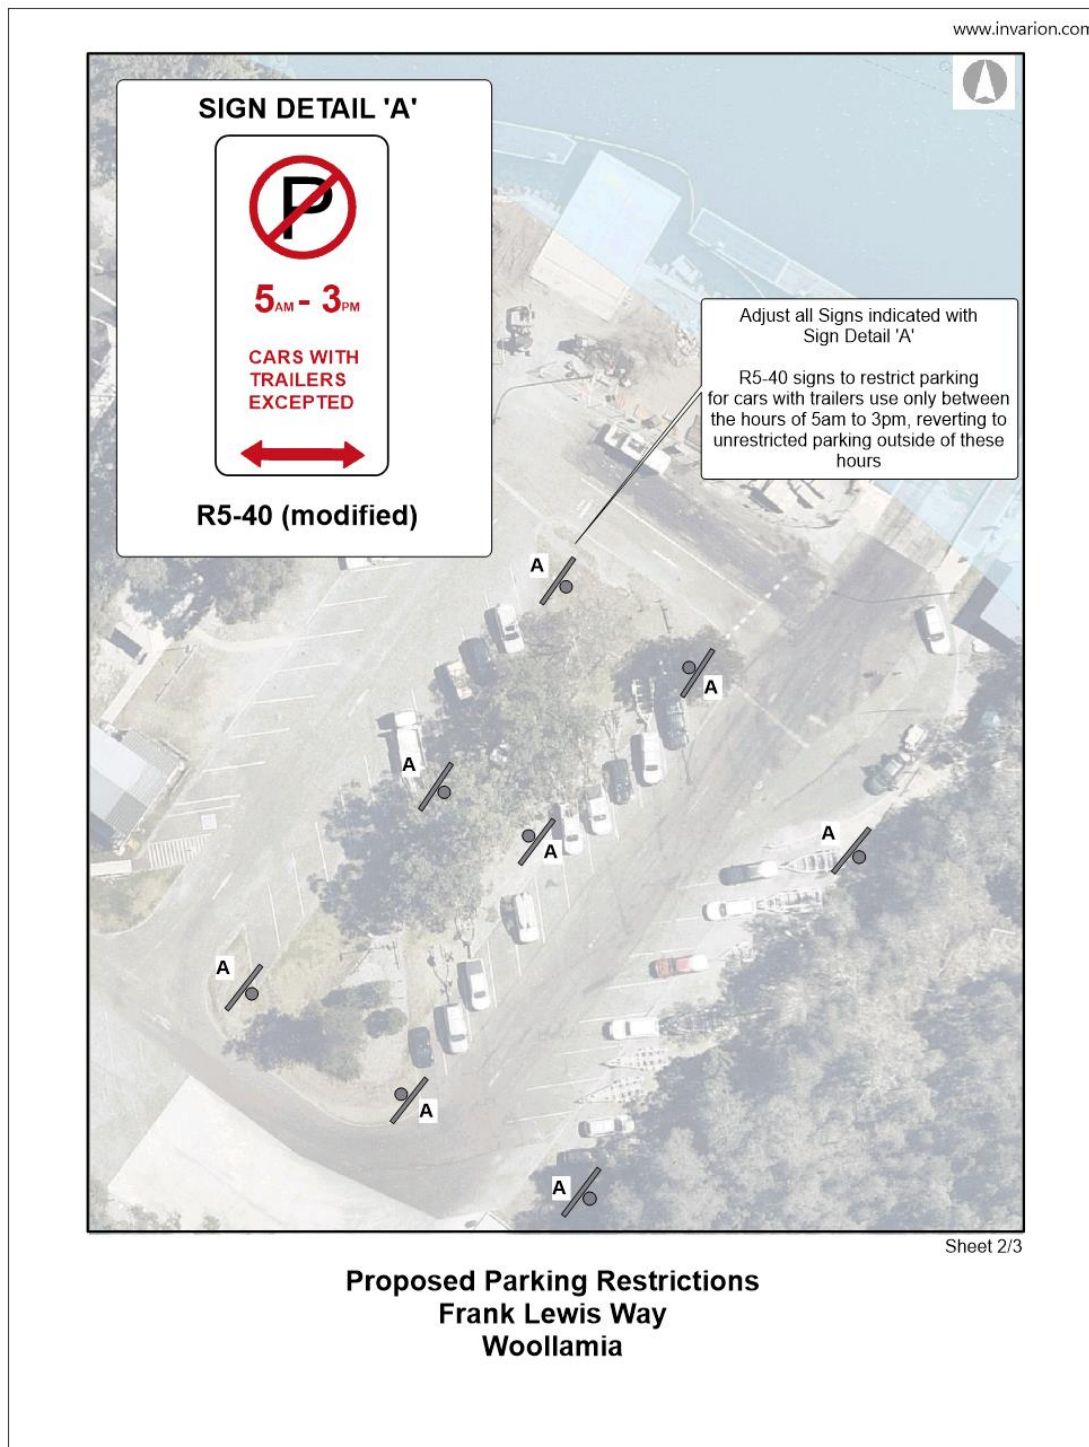 www.invarion.com
SIGN DETAIL 'A'
P
5AM - 3PM
CARS WITH
TRAILERS
EXCEPTED
R5-40 (modified)
Adjust all Signs indicated with
Sign Detail 'A'
R5-40 signs to restrict parking
for cars with trailers use only between
the hours of 5am to 3pm, reverting to
unrestricted parking outside of these
hours
A
A
A
A
A
A
A
A
Sheet 2/3
Proposed Parking Restrictions
Frank Lewis Way
Woollamia